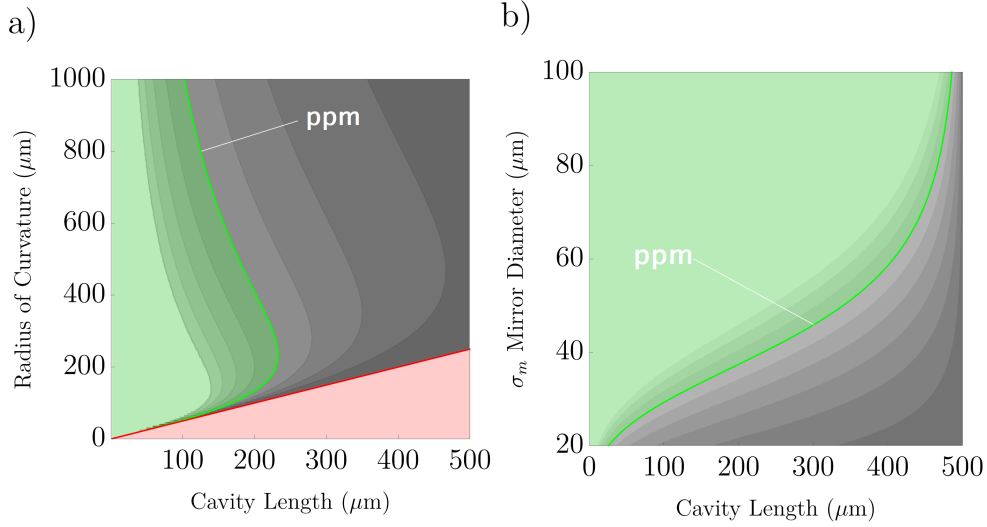 a)
1000
800
600
400
200
0
100 200 300 400 500
Radius of Curvature (μm)
Cavity Length (μm)
ppm
b)
100
80
60
40
20
0 100 200 300 400 500
σm Mirror Diameter (μm)
Cavity Length (μm)
ppm